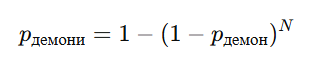 p_демони = 1 − (1 − p_демон)^N